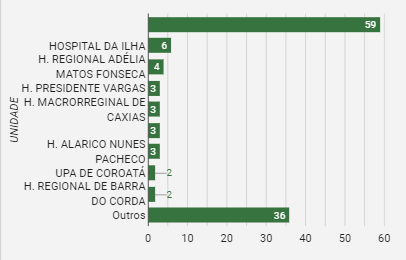 59
HOSPITAL DA ILHA 6
H. REGIONAL ADÉLIA
MATOS FONSECA 4
H. PRESIDENTE VARGAS 3
H. MACRORREGINAL DE
CAXIAS 3
3
H. ALARICO NUNES
PACHECO 3
UPA DE COROATÁ 2
H. REGIONAL DE BARRA
DO CORDA 2
Outros 36
UNIDADE
0 10 20 30 40 50 60